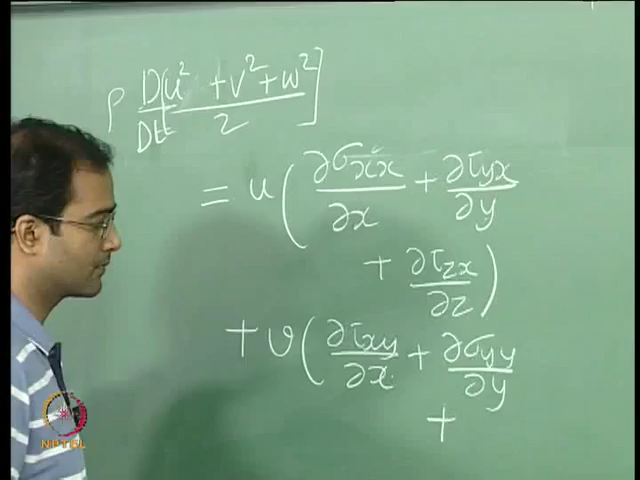 ρ D/Dt [(u² + v² + w²)/2]
= u ( ∂σxx/∂x + ∂τyx/∂y
+ ∂τzx/∂z )
+ v ( ∂τxy/∂x + ∂σyy/∂y
+
NPTEL